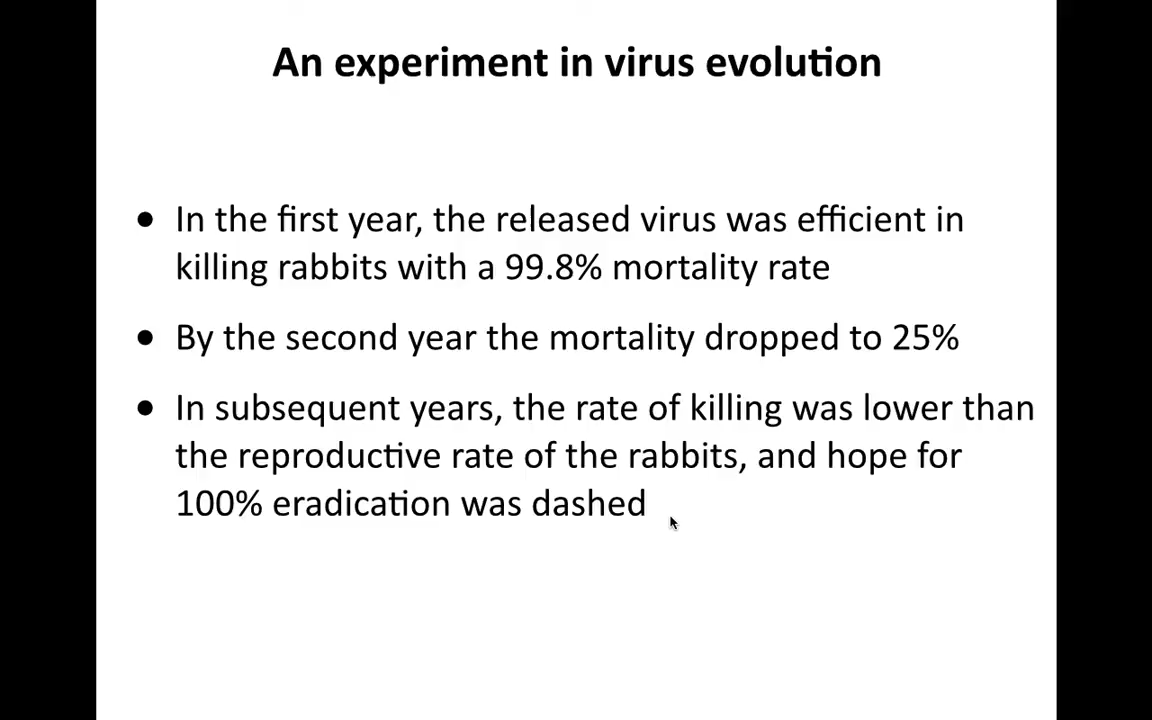 An experiment in virus evolution
• In the first year, the released virus was efficient in
killing rabbits with a 99.8% mortality rate
• By the second year the mortality dropped to 25%
• In subsequent years, the rate of killing was lower than
the reproductive rate of the rabbits, and hope for
100% eradication was dashed